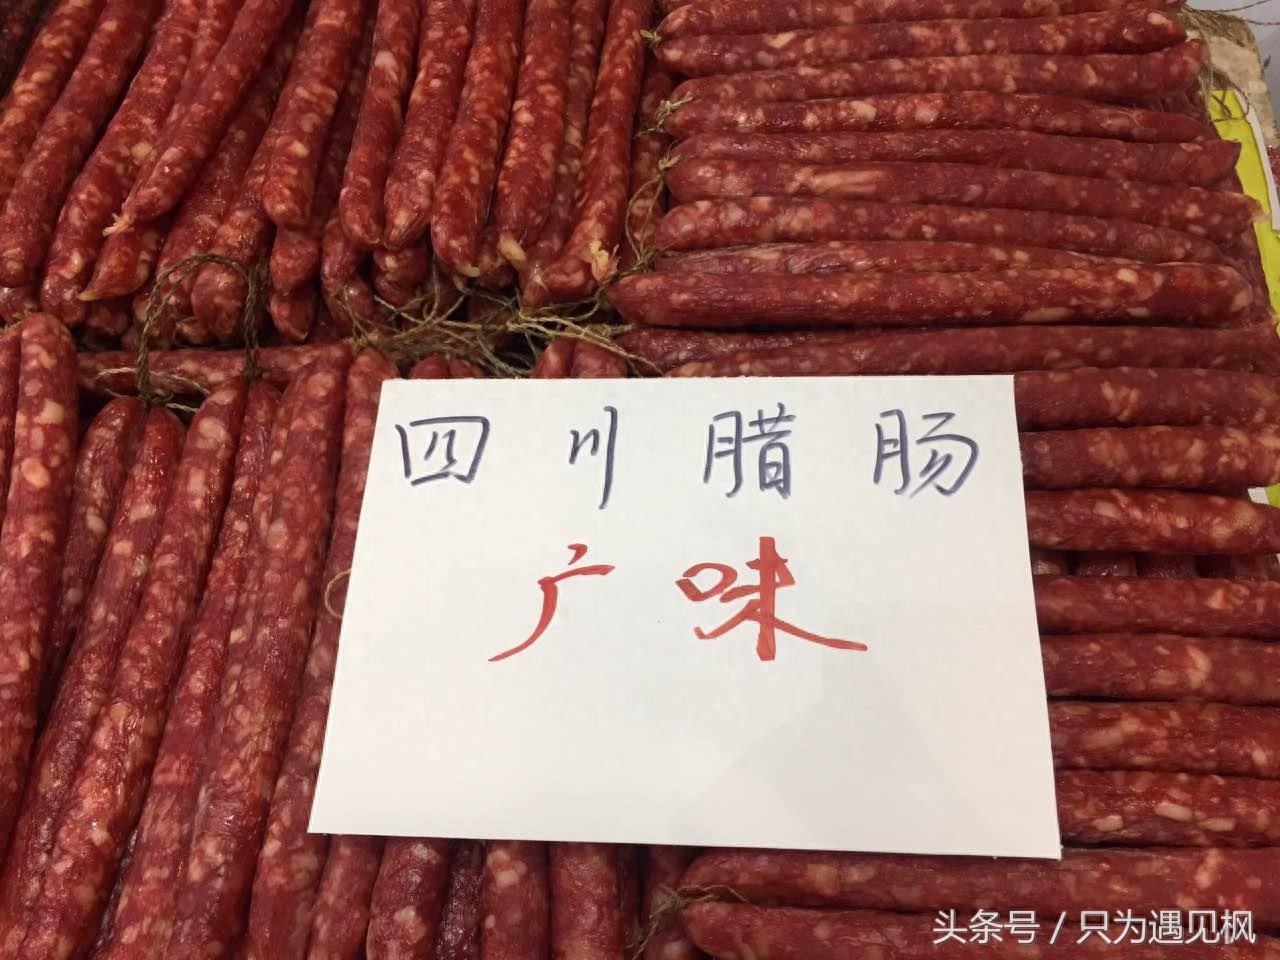 四川腊肠
广味
头条号 / 只为遇见枫